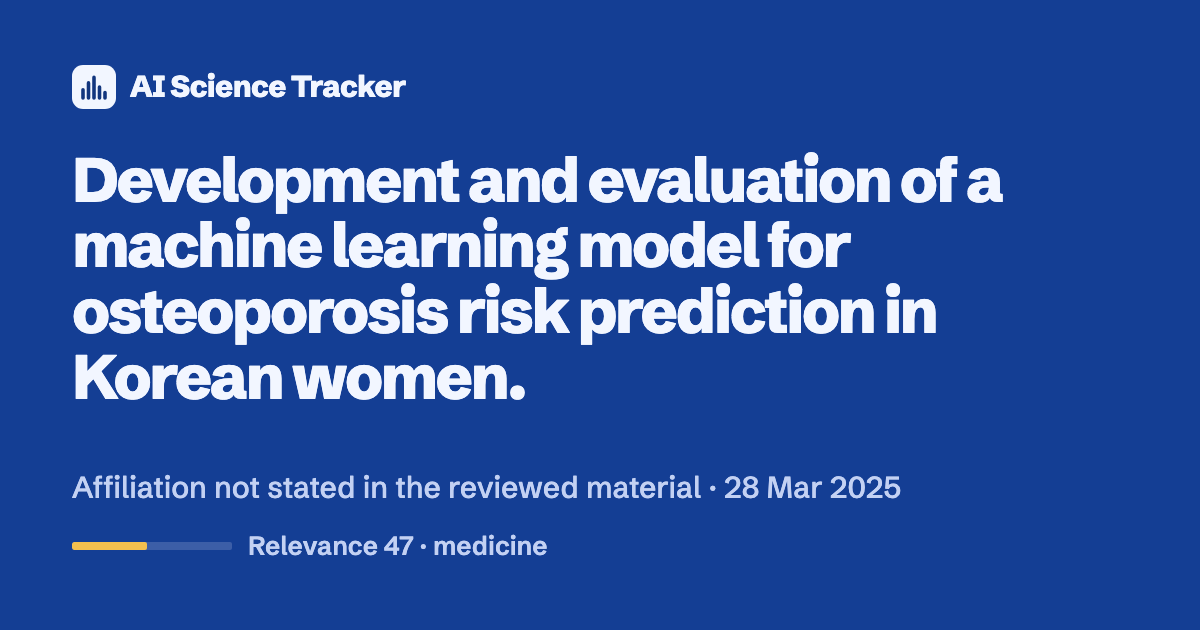 AI Science Tracker
Development and evaluation of a
machine learning model for
osteoporosis risk prediction in
Korean women.
Affiliation not stated in the reviewed material · 28 Mar 2025
Relevance 47 · medicine